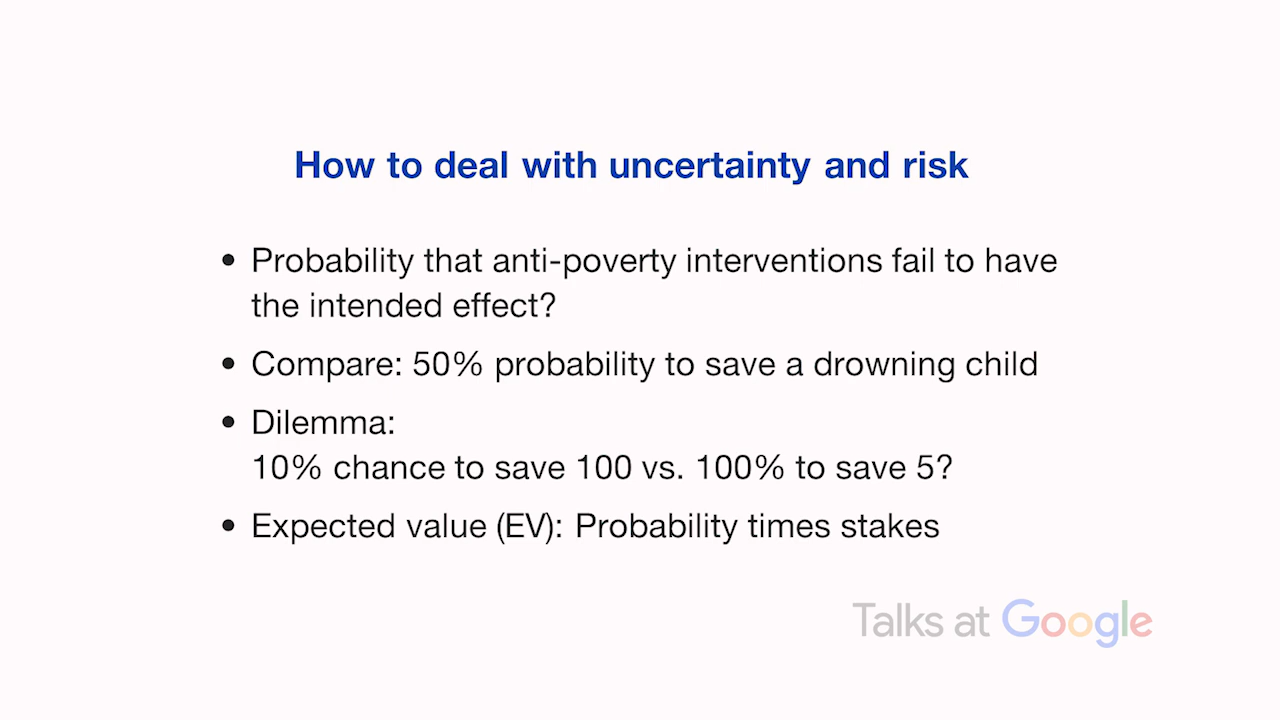 How to deal with uncertainty and risk
• Probability that anti-poverty interventions fail to have
the intended effect?
• Compare: 50% probability to save a drowning child
• Dilemma:
10% chance to save 100 vs. 100% to save 5?
• Expected value (EV): Probability times stakes
Talks at Google